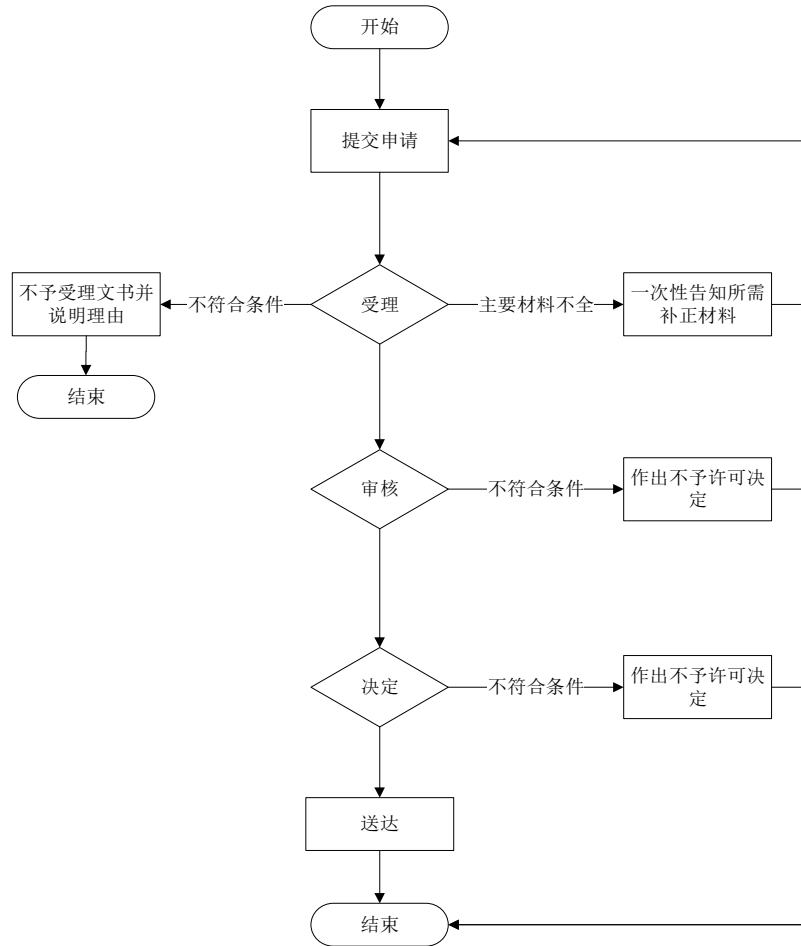 开始
提交申请
不予受理文书并
说明理由
不符合条件
受理
主要材料不全
一次性告知所需
补正材料
结束
审核
不符合条件
作出不予许可决
定
决定
不符合条件
作出不予许可决
定
送达
结束